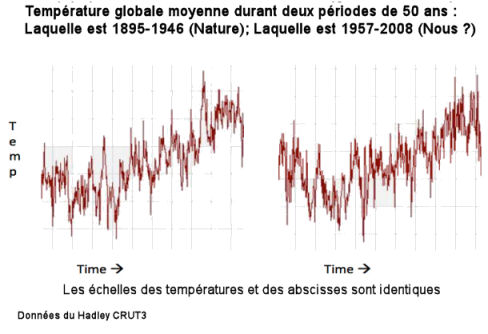 Température globale moyenne durant deux périodes de 50 ans :
Laquelle est 1895-1946 (Nature); Laquelle est 1957-2008 (Nous ?)
T
e
m
p
Time → Time →
Les échelles des températures et des abscisses sont identiques
Données du Hadley CRUT3